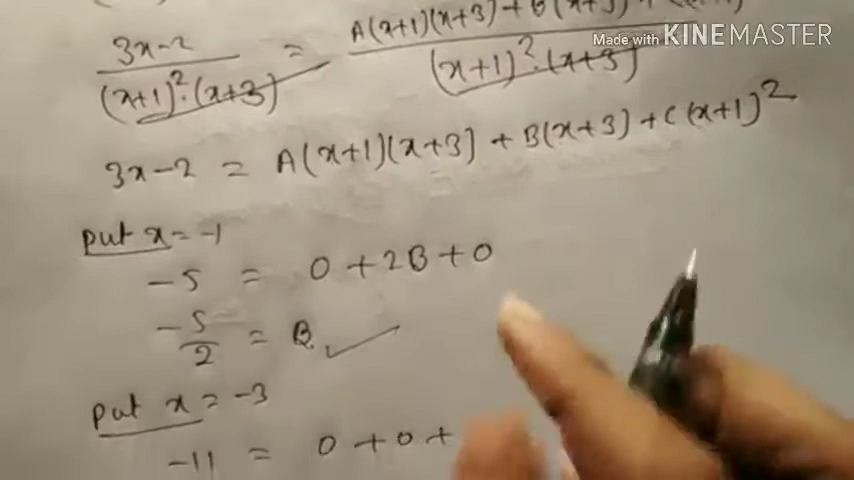 Made with KINEMASTER
3x-2 / (x+1)²·(x+3) = A(x+1)(x+3) + B(x+3) + / (x+1)²·(x+3)
3x-2 = A(x+1)(x+3) + B(x+3) + C(x+1)²
put x = -1
-5 = 0 + 2B + 0
-5/2 = B ✓
put x = -3
-11 = 0 + 0 +